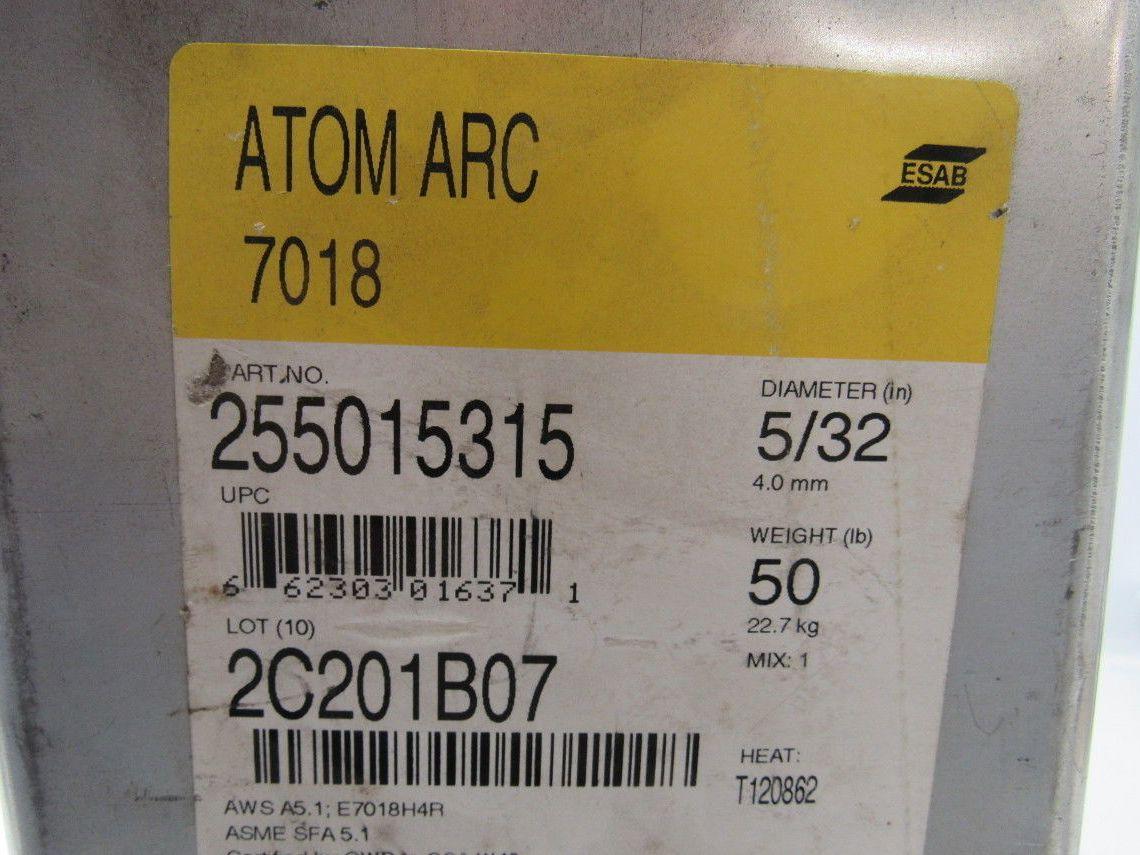 ATOM ARC
7018
ESAB
ART.NO.
255015315
UPC
6 62303 01637 1
LOT (10)
2C201B07
AWS A5.1; E7018H4R
ASME SFA 5.1
DIAMETER (in)
5/32
4.0 mm
WEIGHT (lb)
50
22.7 kg
MIX: 1
HEAT:
T120862